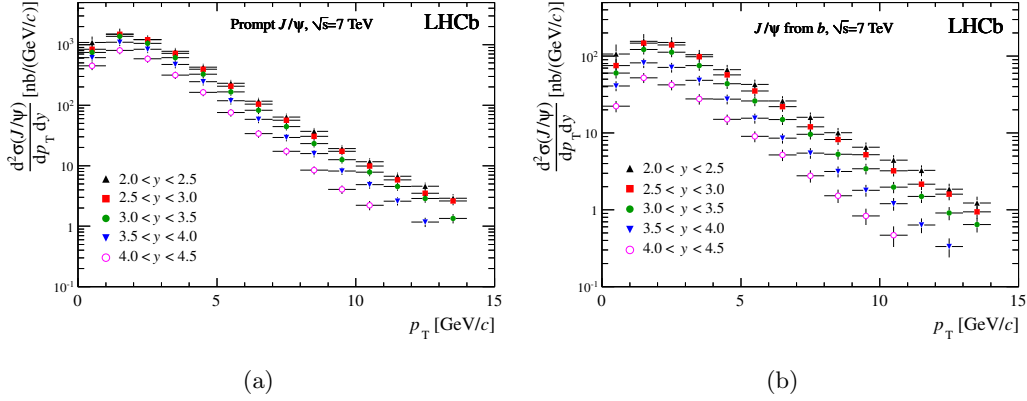 Prompt J/ψ, √s=7 TeV
LHCb
d²σ(J/ψ)/dp_T dy [nb/(GeV/c)]
10³
10²
10
1
10⁻¹
2.0 < y < 2.5
2.5 < y < 3.0
3.0 < y < 3.5
3.5 < y < 4.0
4.0 < y < 4.5
0 5 10 15
p_T [GeV/c]
(a)
J/ψ from b, √s=7 TeV
LHCb
d²σ(J/ψ)/dp_T dy [nb/(GeV/c)]
10²
10
1
10⁻¹
2.0 < y < 2.5
2.5 < y < 3.0
3.0 < y < 3.5
3.5 < y < 4.0
4.0 < y < 4.5
0 5 10 15
p_T [GeV/c]
(b)